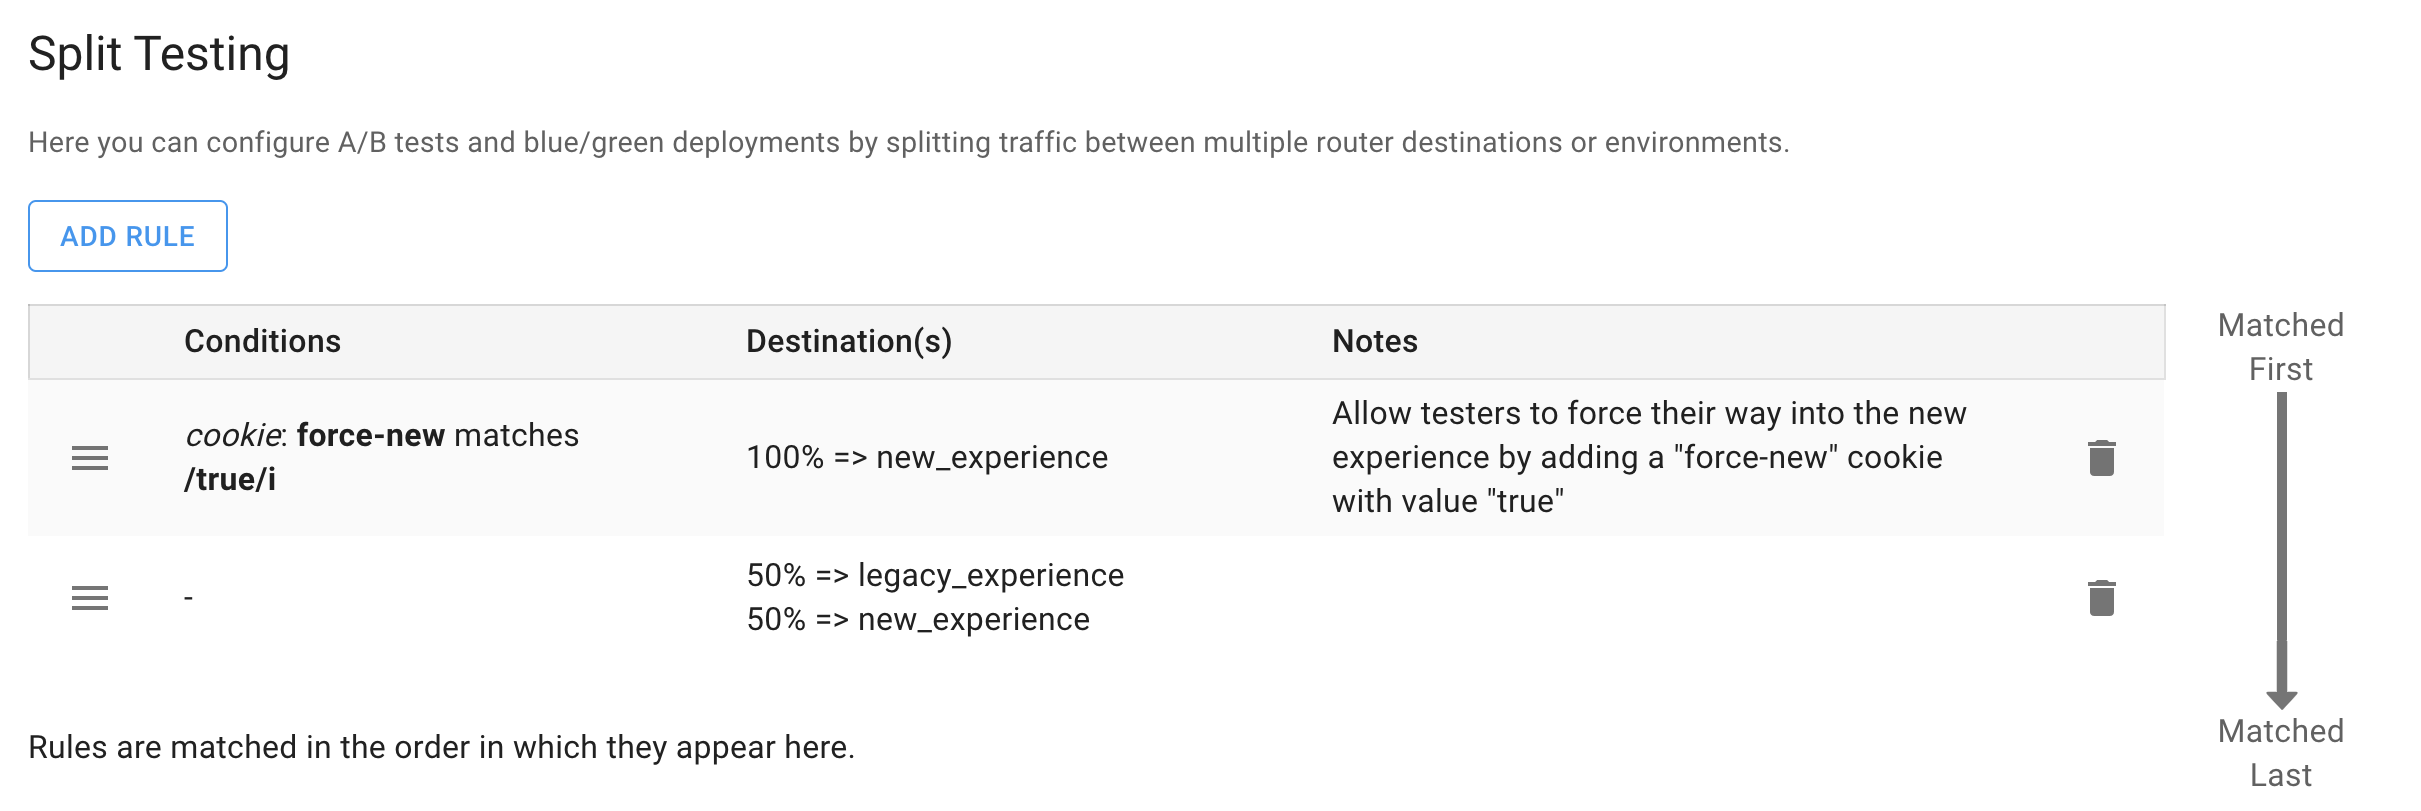 Split Testing
Here you can configure A/B tests and blue/green deployments by splitting traffic between multiple router destinations or environments.
ADD RULE
Conditions Destination(s) Notes
cookie: force-new matches
/true/i
100% => new_experience
Allow testers to force their way into the new
experience by adding a "force-new" cookie
with value "true"
-
50% => legacy_experience
50% => new_experience
Rules are matched in the order in which they appear here.
Matched
First
Matched
Last